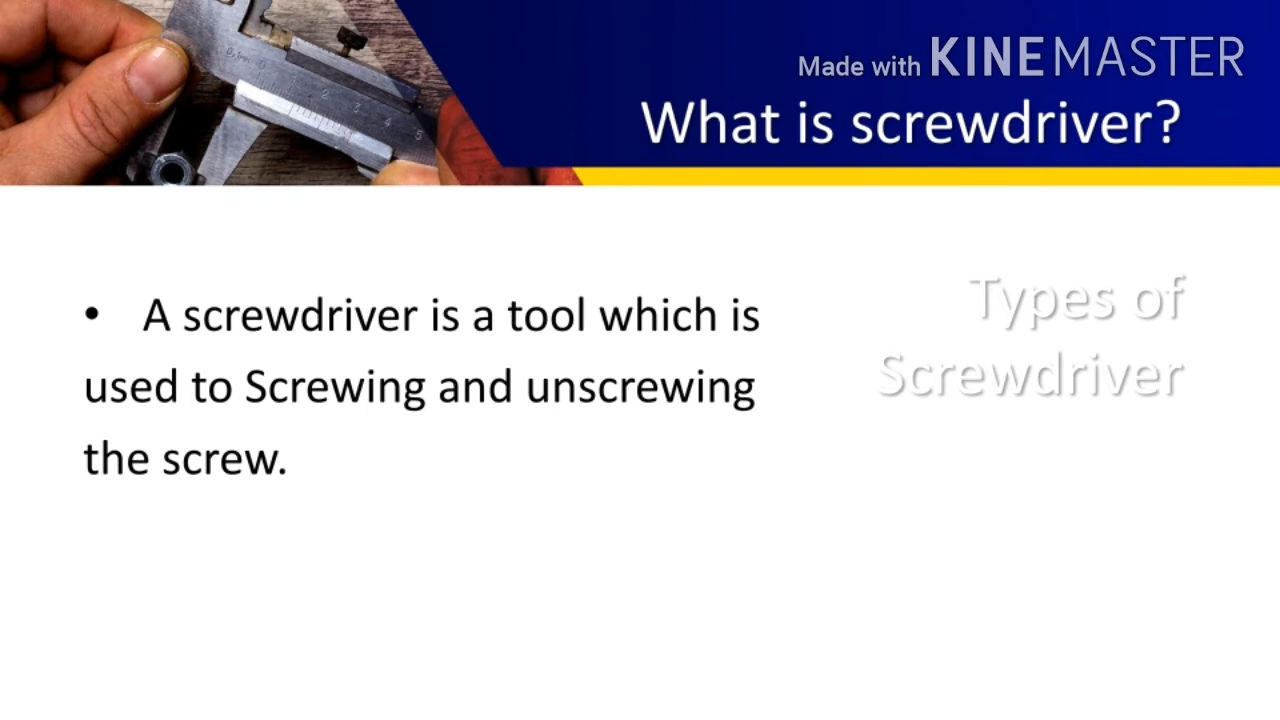 Made with KINEMASTER
What is screwdriver?
Types of
Screwdriver
• A screwdriver is a tool which is
used to Screwing and unscrewing
the screw.